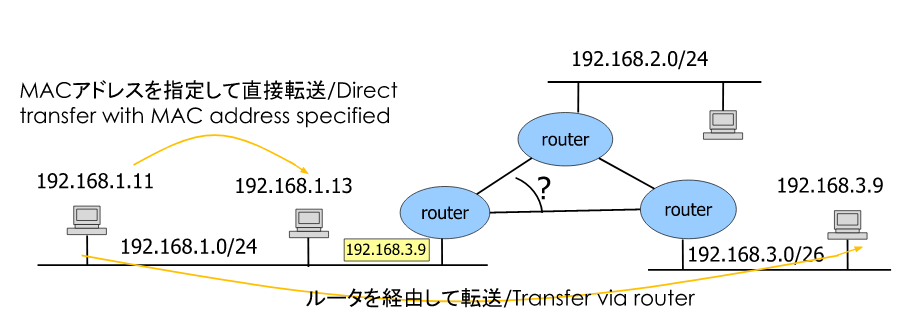 192.168.2.0/24
MACアドレスを指定して直接転送/Direct
transfer with MAC address specified
router
192.168.1.11
192.168.1.13
?
192.168.3.9
router
router
192.168.1.0/24
192.168.3.9
192.168.3.0/26
ルータを経由して転送/Transfer via router